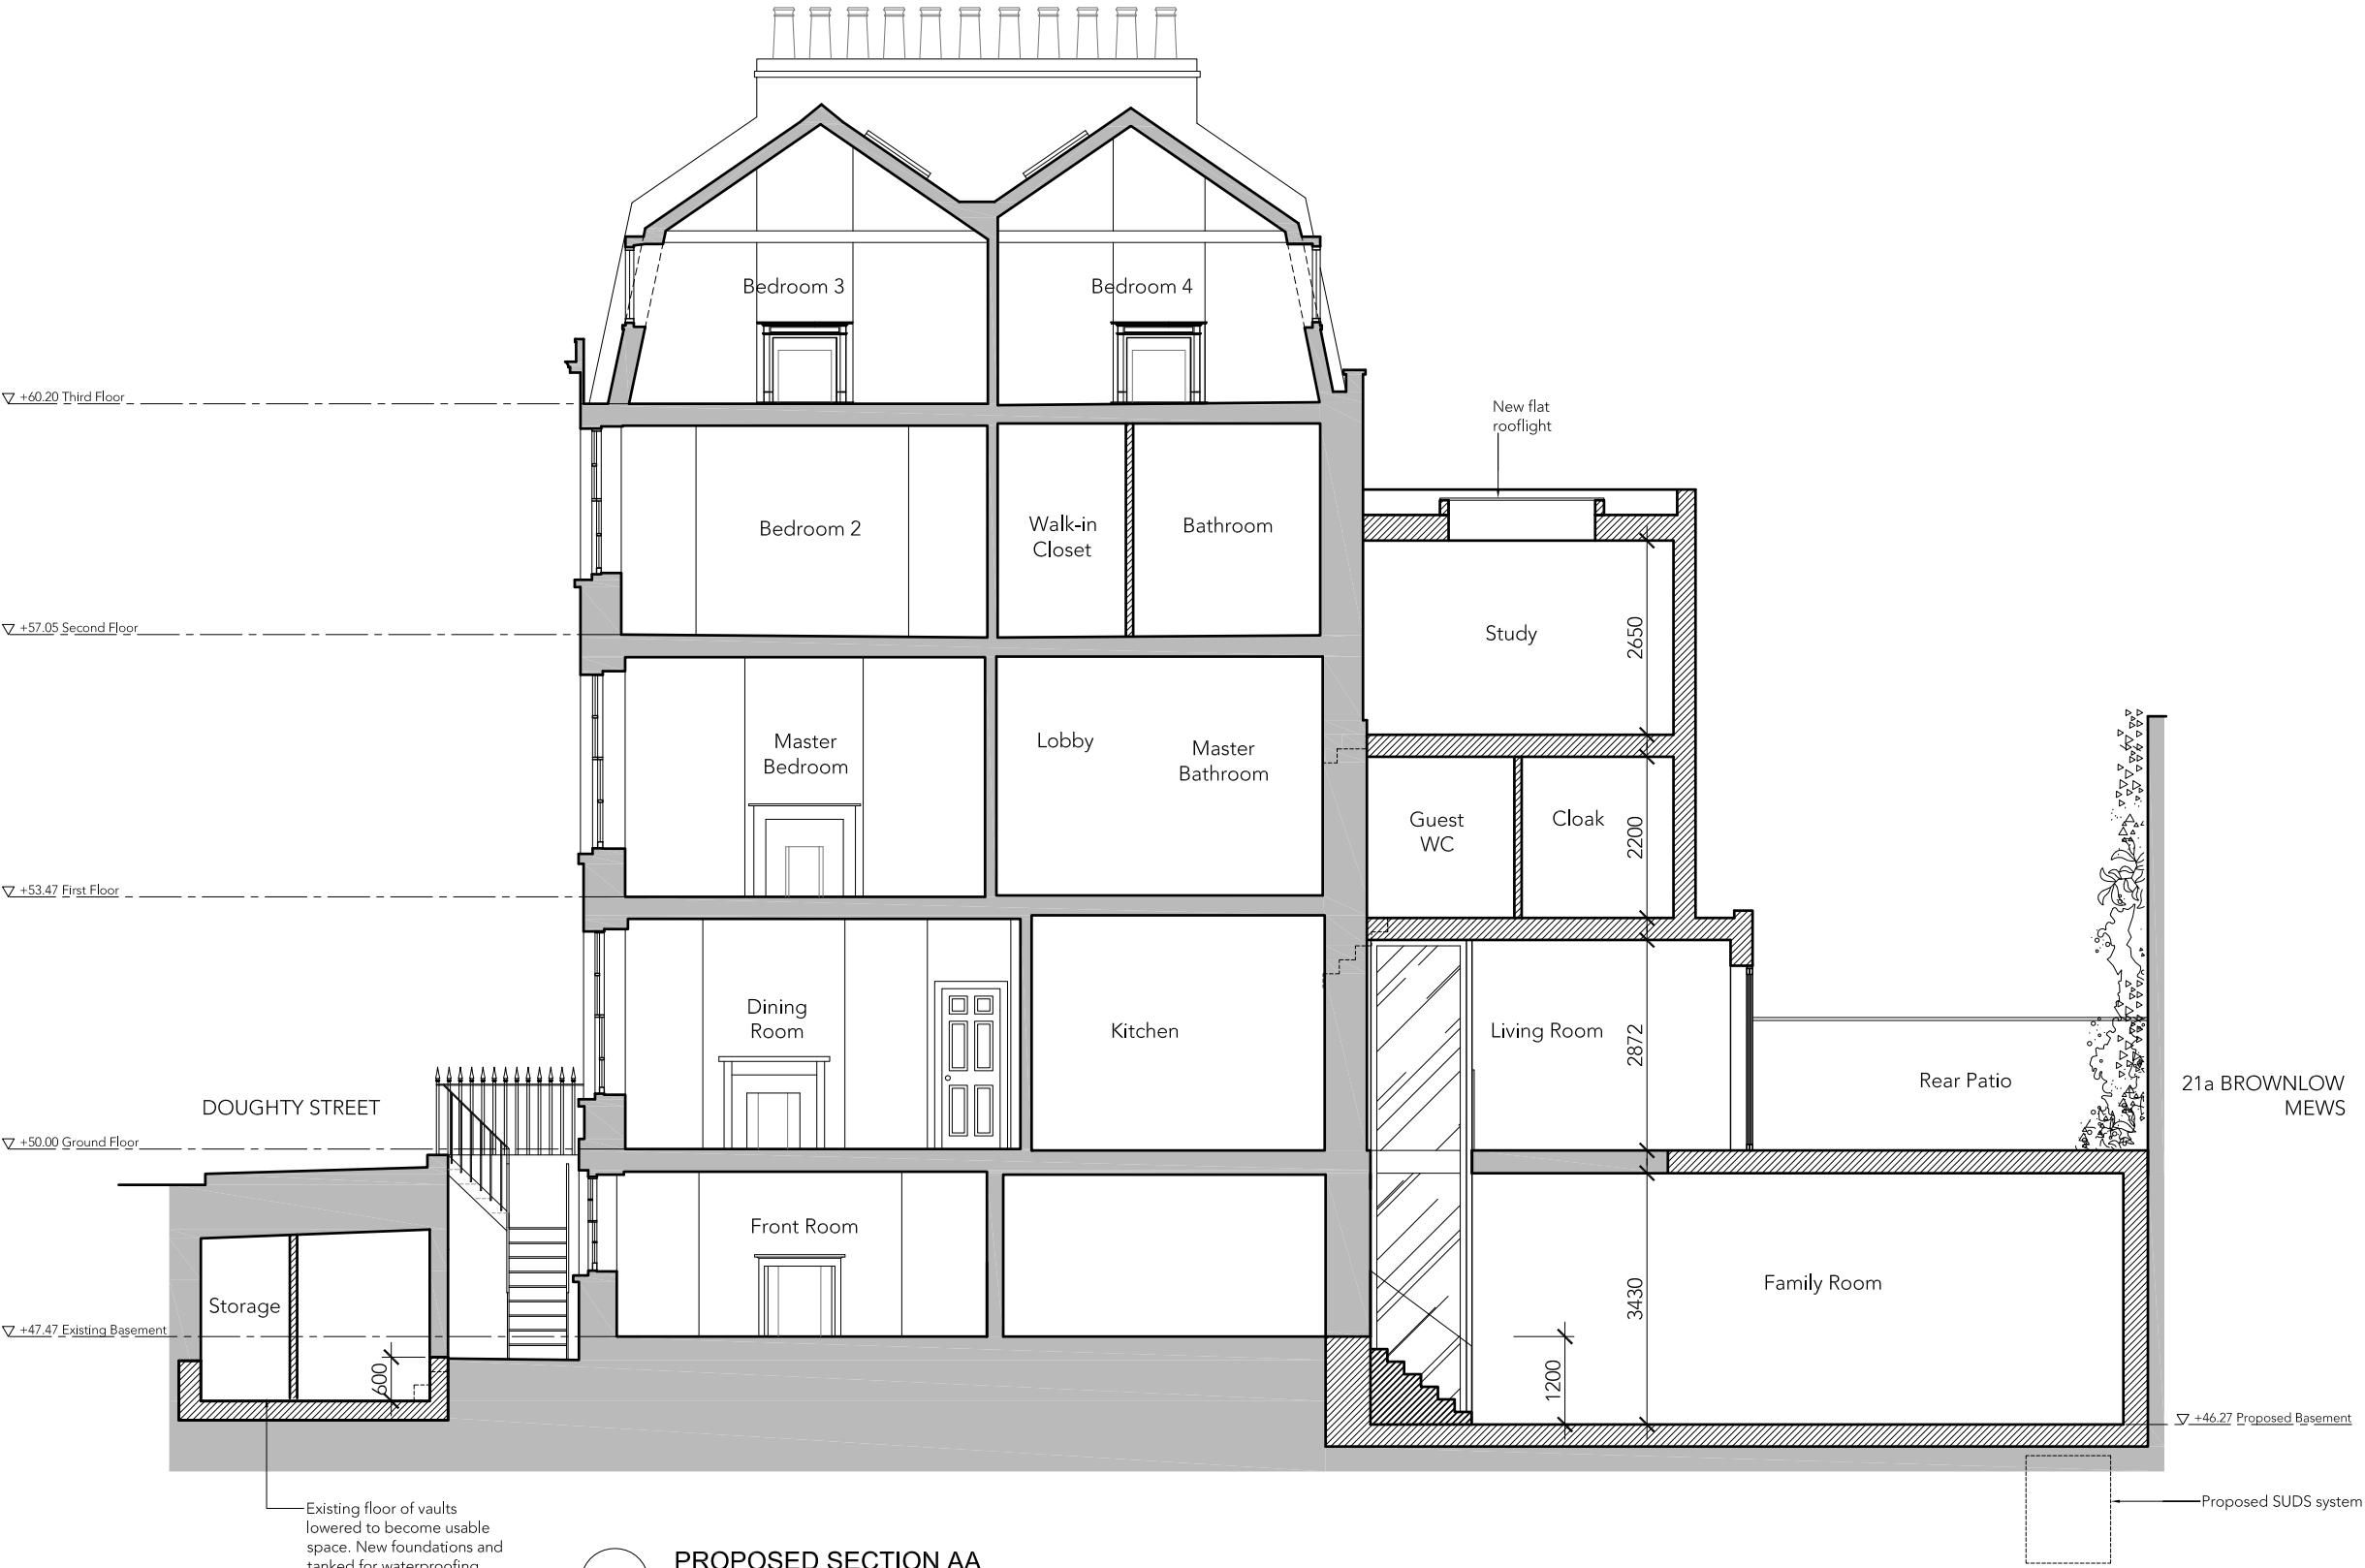 Bedroom 3
Bedroom 4
+60.20 Third Floor
New flat
rooflight
Bedroom 2
Walk-in
Closet
Bathroom
+57.05 Second Floor
Study
2650
Master
Bedroom
Lobby
Master
Bathroom
Guest
WC
Cloak
2200
+53.47 First Floor
Dining
Room
Kitchen
Living Room
2872
Rear Patio
21a BROWNLOW
MEWS
DOUGHTY STREET
+50.00 Ground Floor
Front Room
Storage
3430
Family Room
+47.47 Existing Basement
600
1200
+46.27 Proposed Basement
Existing floor of vaults
lowered to become usable
space. New foundations and
tanked for waterproofing
Proposed SUDS system
PROPOSED SECTION AA